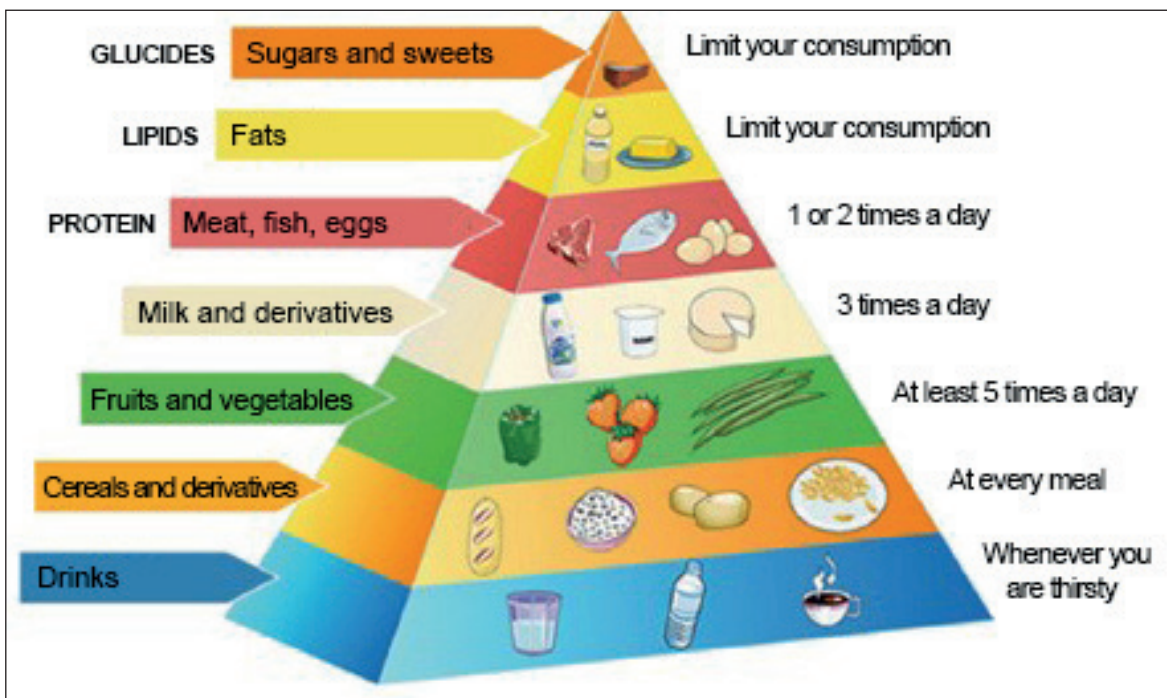 GLUCIDES Sugars and sweets Limit your consumption
LIPIDS Fats Limit your consumption
PROTEIN Meat, fish, eggs 1 or 2 times a day
Milk and derivatives 3 times a day
Fruits and vegetables At least 5 times a day
Cereals and derivatives At every meal
Drinks Whenever you
are thirsty